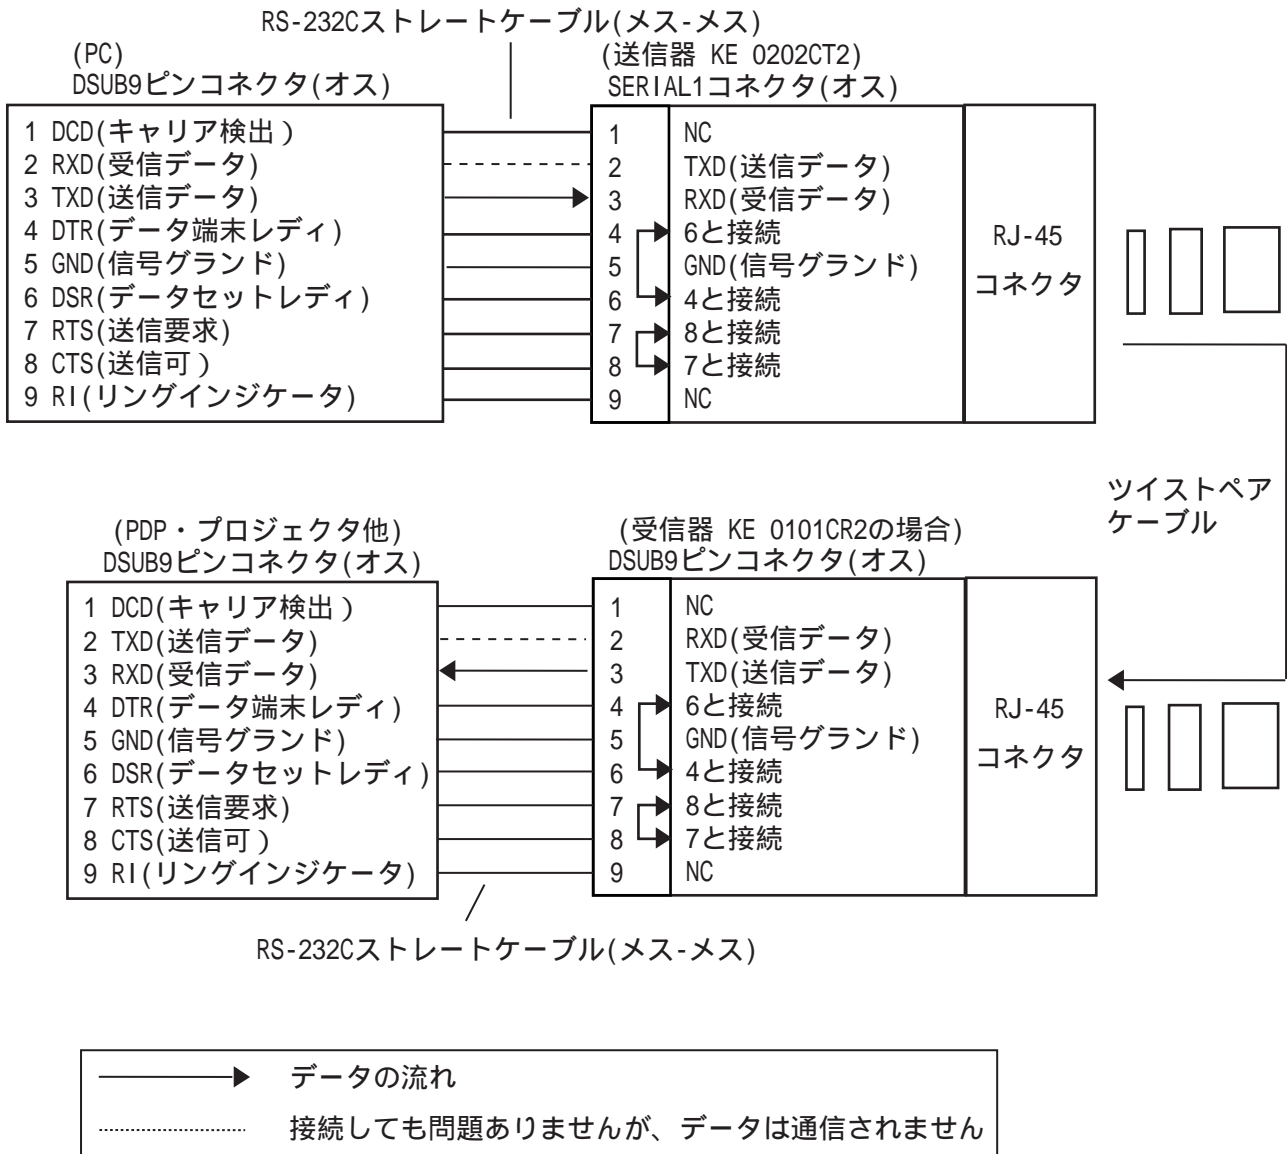 RS-232Cストレートケーブル(メス-メス)
(PC)
DSUB9ピンコネクタ(オス)
(送信器 KE 0202CT2)
SERIAL1コネクタ(オス)
1 DCD(キャリア検出)
2 RXD(受信データ)
3 TXD(送信データ)
4 DTR(データ端末レディ)
5 GND(信号グランド)
6 DSR(データセットレディ)
7 RTS(送信要求)
8 CTS(送信可)
9 RI(リングインジケータ)
1 NC
2 TXD(送信データ)
3 RXD(受信データ)
4 6と接続
5 GND(信号グランド)
6 4と接続
7 8と接続
8 7と接続
9 NC
RJ-45
コネクタ
ツイストペア
ケーブル
(PDP・プロジェクタ他)
DSUB9ピンコネクタ(オス)
(受信器 KE 0101CR2の場合)
DSUB9ピンコネクタ(オス)
1 DCD(キャリア検出)
2 TXD(送信データ)
3 RXD(受信データ)
4 DTR(データ端末レディ)
5 GND(信号グランド)
6 DSR(データセットレディ)
7 RTS(送信要求)
8 CTS(送信可)
9 RI(リングインジケータ)
1 NC
2 RXD(受信データ)
3 TXD(送信データ)
4 6と接続
5 GND(信号グランド)
6 4と接続
7 8と接続
8 7と接続
9 NC
RJ-45
コネクタ
RS-232Cストレートケーブル(メス-メス)
データの流れ
接続しても問題ありませんが、データは通信されません